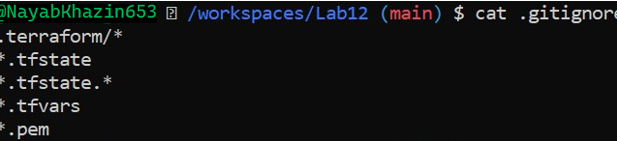 @NayabKhazin653 /workspaces/Lab12 (main) $ cat .gitignore
.terraform/*
*.tfstate
*.tfstate.*
*.tfvars
*.pem